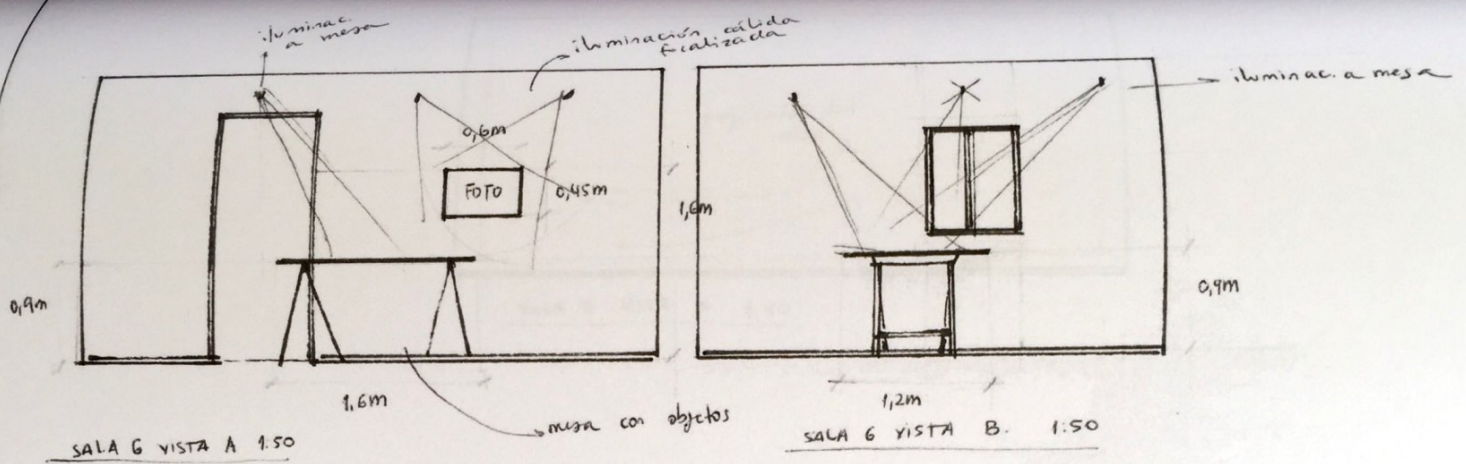 iluminac.
a mesa
iluminación cálida
focalizada
iluminac. a mesa
0,6m
FOTO
0,45m
1,6m
0,9m
0,9m
1,6m
1,2m
mesa con objetos
SALA 6 VISTA A 1:50
SALA 6 VISTA B. 1:50